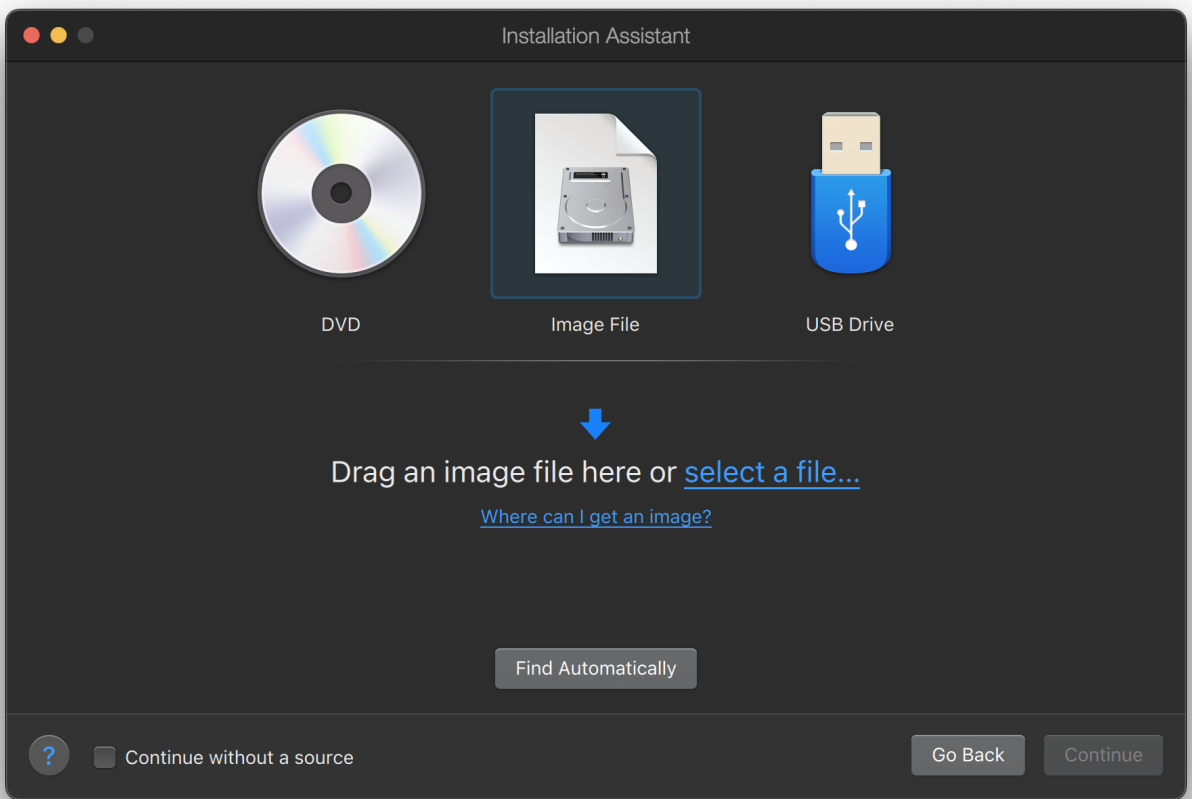 Installation Assistant
DVD
Image File
USB Drive
Drag an image file here or select a file...
Where can I get an image?
Find Automatically
? Continue without a source Go Back Continue